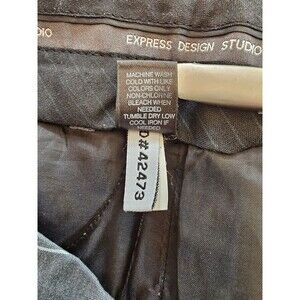 DIO
EXPRESS DESIGN STUDIO
MACHINE WASH
COLD WITH LIKE
COLORS ONLY
NON-CHLORINE
BLEACH WHEN
NEEDED
TUMBLE DRY LOW
COOL IRON IF
NEEDED
D#42473